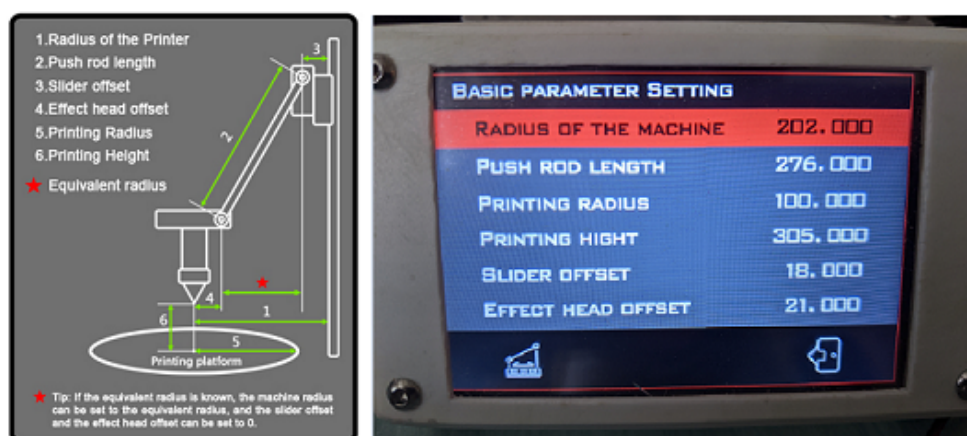 1.Radius of the Printer
2.Push rod length
3.Slider offset
4.Effect head offset
5.Printing Radius
6.Printing Height
★ Equivalent radius
3
2
★
4
1
6
5
Printing platform
★ Tip: If the equivalent radius is known, the machine radius
can be set to the equivalent radius, and the slider offset
and the effect head offset can be set to 0.
BASIC PARAMETER SETTING
RADIUS OF THE MACHINE 202.000
PUSH ROD LENGTH 276.000
PRINTING RADIUS 100.000
PRINTING HIGHT 305.000
SLIDER OFFSET 18.000
EFFECT HEAD OFFSET 21.000